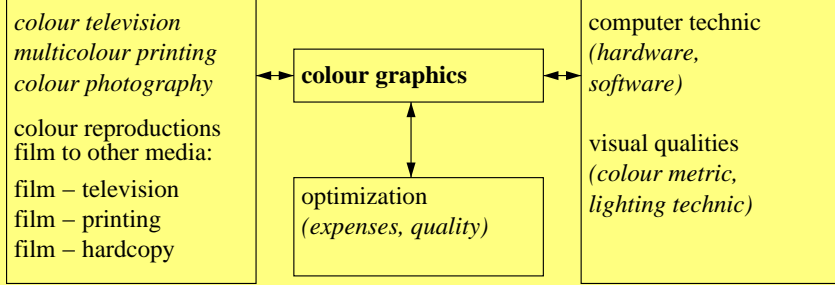 colour television
multicolour printing
colour photography
colour reproductions
film to other media:
film – television
film – printing
film – hardcopy
colour graphics
optimization
(expenses, quality)
computer technic
(hardware,
software)
visual qualities
(colour metric,
lighting technic)